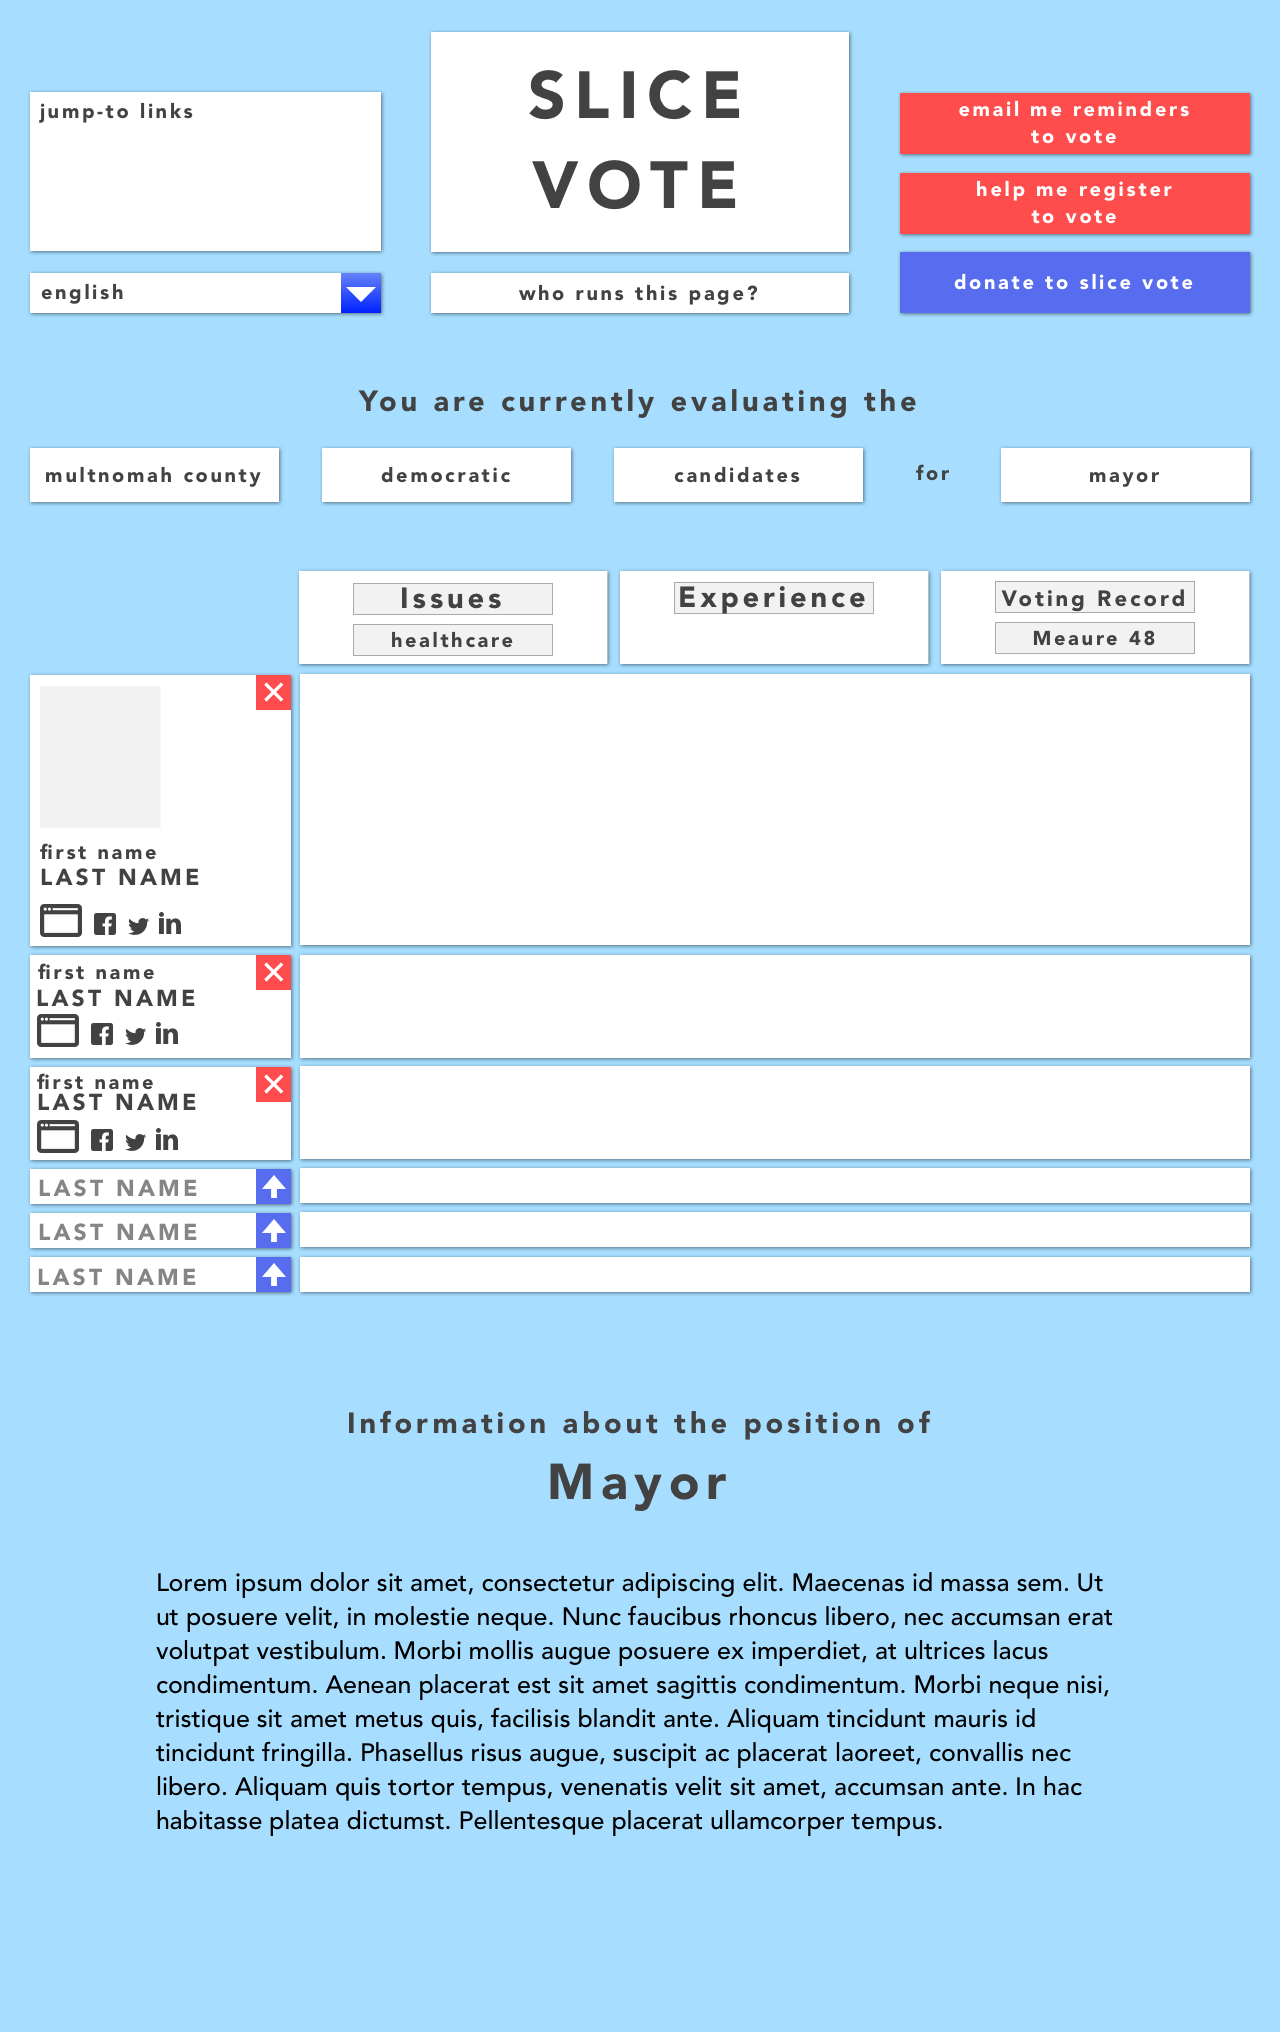 SLICE
VOTE
jump-to links
english
who runs this page?
email me reminders
to vote
help me register
to vote
donate to slice vote
You are currently evaluating the
multnomah county
democratic
candidates
for
mayor
Issues
healthcare
Experience
Voting Record
Meaure 48
first name
LAST NAME
first name
LAST NAME
first name
LAST NAME
LAST NAME
LAST NAME
LAST NAME
Information about the position of
Mayor
Lorem ipsum dolor sit amet, consectetur adipiscing elit. Maecenas id massa sem. Ut
ut posuere velit, in molestie neque. Nunc faucibus rhoncus libero, nec accumsan erat
volutpat vestibulum. Morbi mollis augue posuere ex imperdiet, at ultrices lacus
condimentum. Aenean placerat est sit amet sagittis condimentum. Morbi neque nisi,
tristique sit amet metus quis, facilisis blandit ante. Aliquam tincidunt mauris id
tincidunt fringilla. Phasellus risus augue, suscipit ac placerat laoreet, convallis nec
libero. Aliquam quis tortor tempus, venenatis velit sit amet, accumsan ante. In hac
habitasse platea dictumst. Pellentesque placerat ullamcorper tempus.